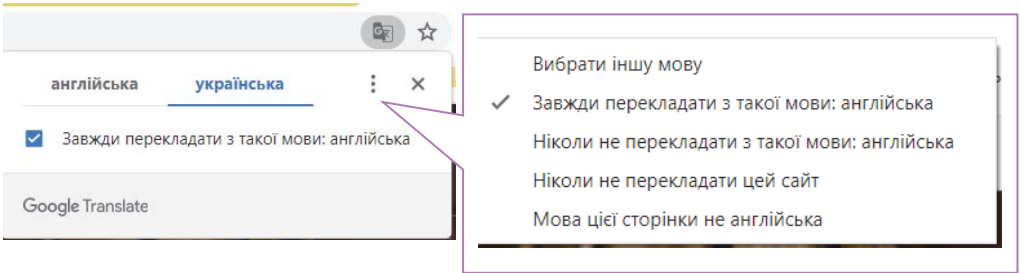 англійська українська
Завжди перекладати з такої мови: англійська
Google Translate
Вибрати іншу мову
Завжди перекладати з такої мови: англійська
Ніколи не перекладати з такої мови: англійська
Ніколи не перекладати цей сайт
Мова цієї сторінки не англійська